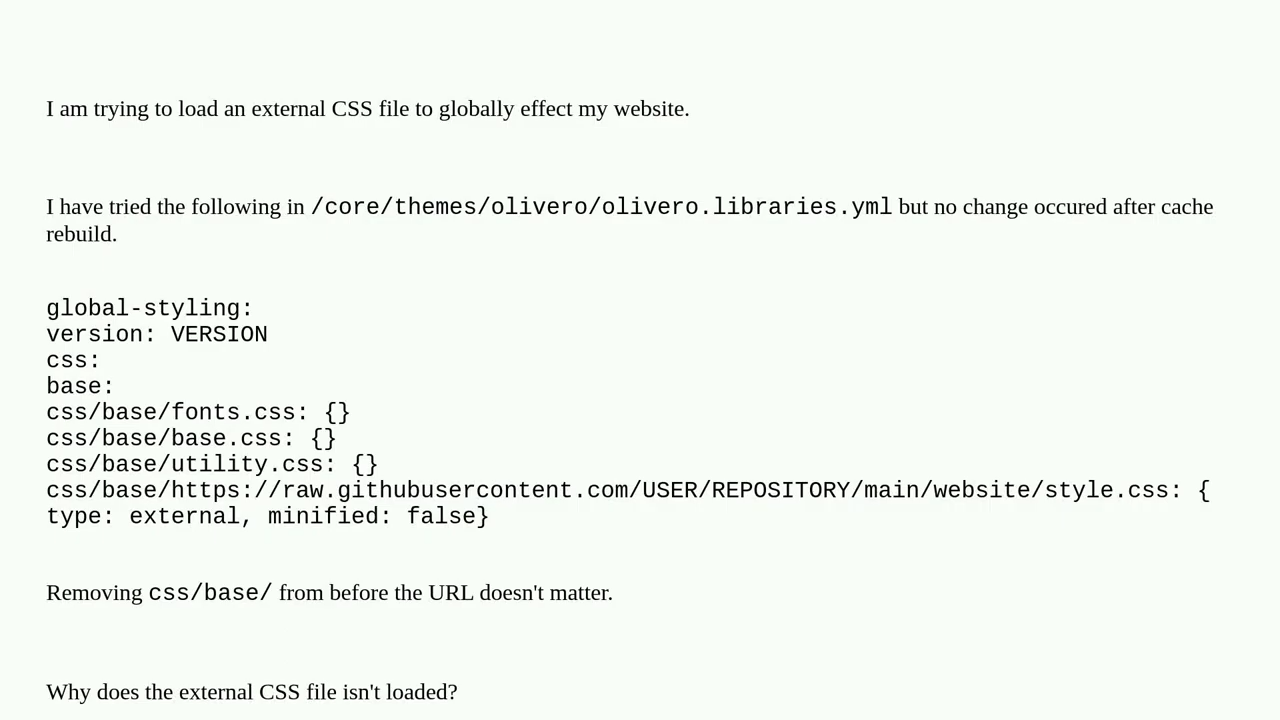 I am trying to load an external CSS file to globally effect my website.
I have tried the following in /core/themes/olivero/olivero.libraries.yml but no change occured after cache
rebuild.
global-styling:
version: VERSION
css:
base:
css/base/fonts.css: {}
css/base/base.css: {}
css/base/utility.css: {}
css/base/https://raw.githubusercontent.com/USER/REPOSITORY/main/website/style.css: {
type: external, minified: false}
Removing css/base/ from before the URL doesn't matter.
Why does the external CSS file isn't loaded?